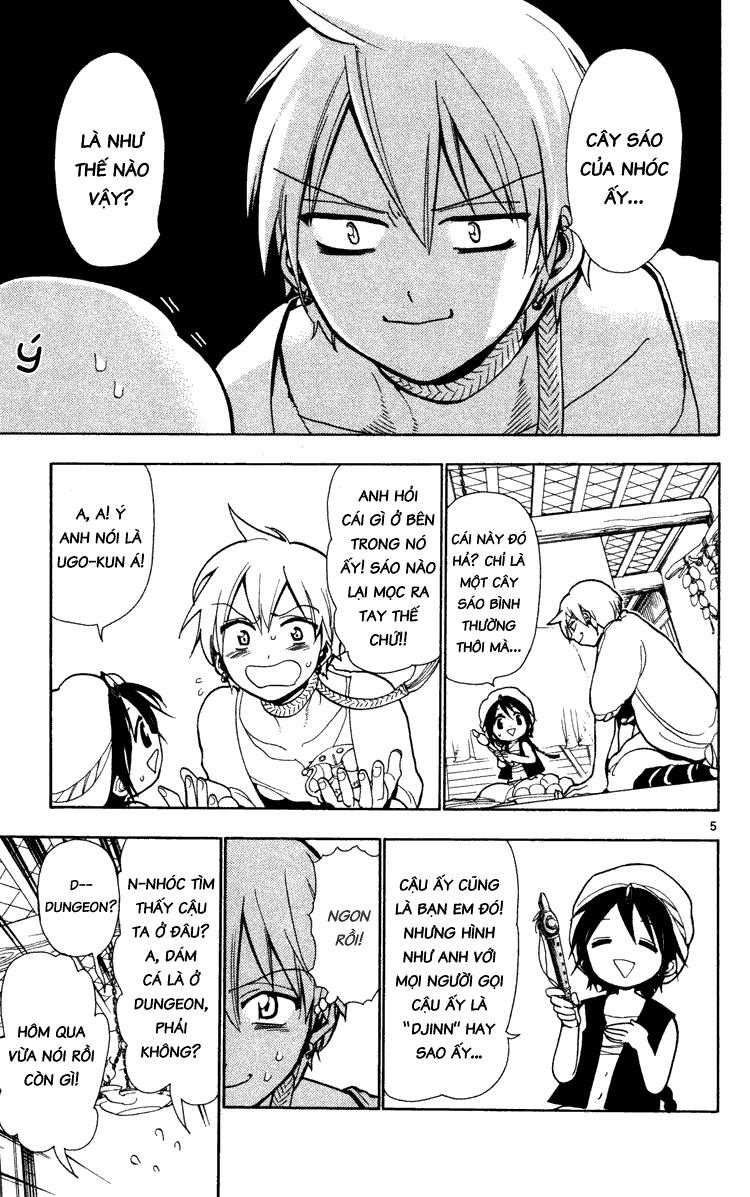 CÂY SÁO
CỦA NHÓC
ẤY...
LÀ NHƯ
THẾ NÀO
VẬY?
Ý
CÁI NÀY ĐÓ
HẢ? CHỈ LÀ
MỘT CÂY
SÁO BÌNH
THƯỜNG
THÔI MÀ...
ANH HỎI
CÁI GÌ Ở BÊN
TRONG NÓ
ẤY! SÁO NÀO
LẠI MỌC RA
TAY THẾ
CHỨ!!
A, A! Ý
ANH NÓI LÀ
UGO-KUN Á!
5
CẬU ẤY CŨNG
LÀ BẠN EM ĐÓ!
NHƯNG HÌNH
NHƯ ANH VỚI
MỌI NGƯỜI GỌI
CẬU ẤY LÀ
"DJINN" HAY
SAO ẤY...
NGON
RỒI!
N-NHÓC TÌM
THẤY CẬU
TA Ở ĐÂU?
A, DÁM
CÁ LÀ Ở
DUNGEON,
PHẢI
KHÔNG?
D--
DUNGEON?
HÔM QUA
VỪA NÓI RỒI
CÒN GÌ!